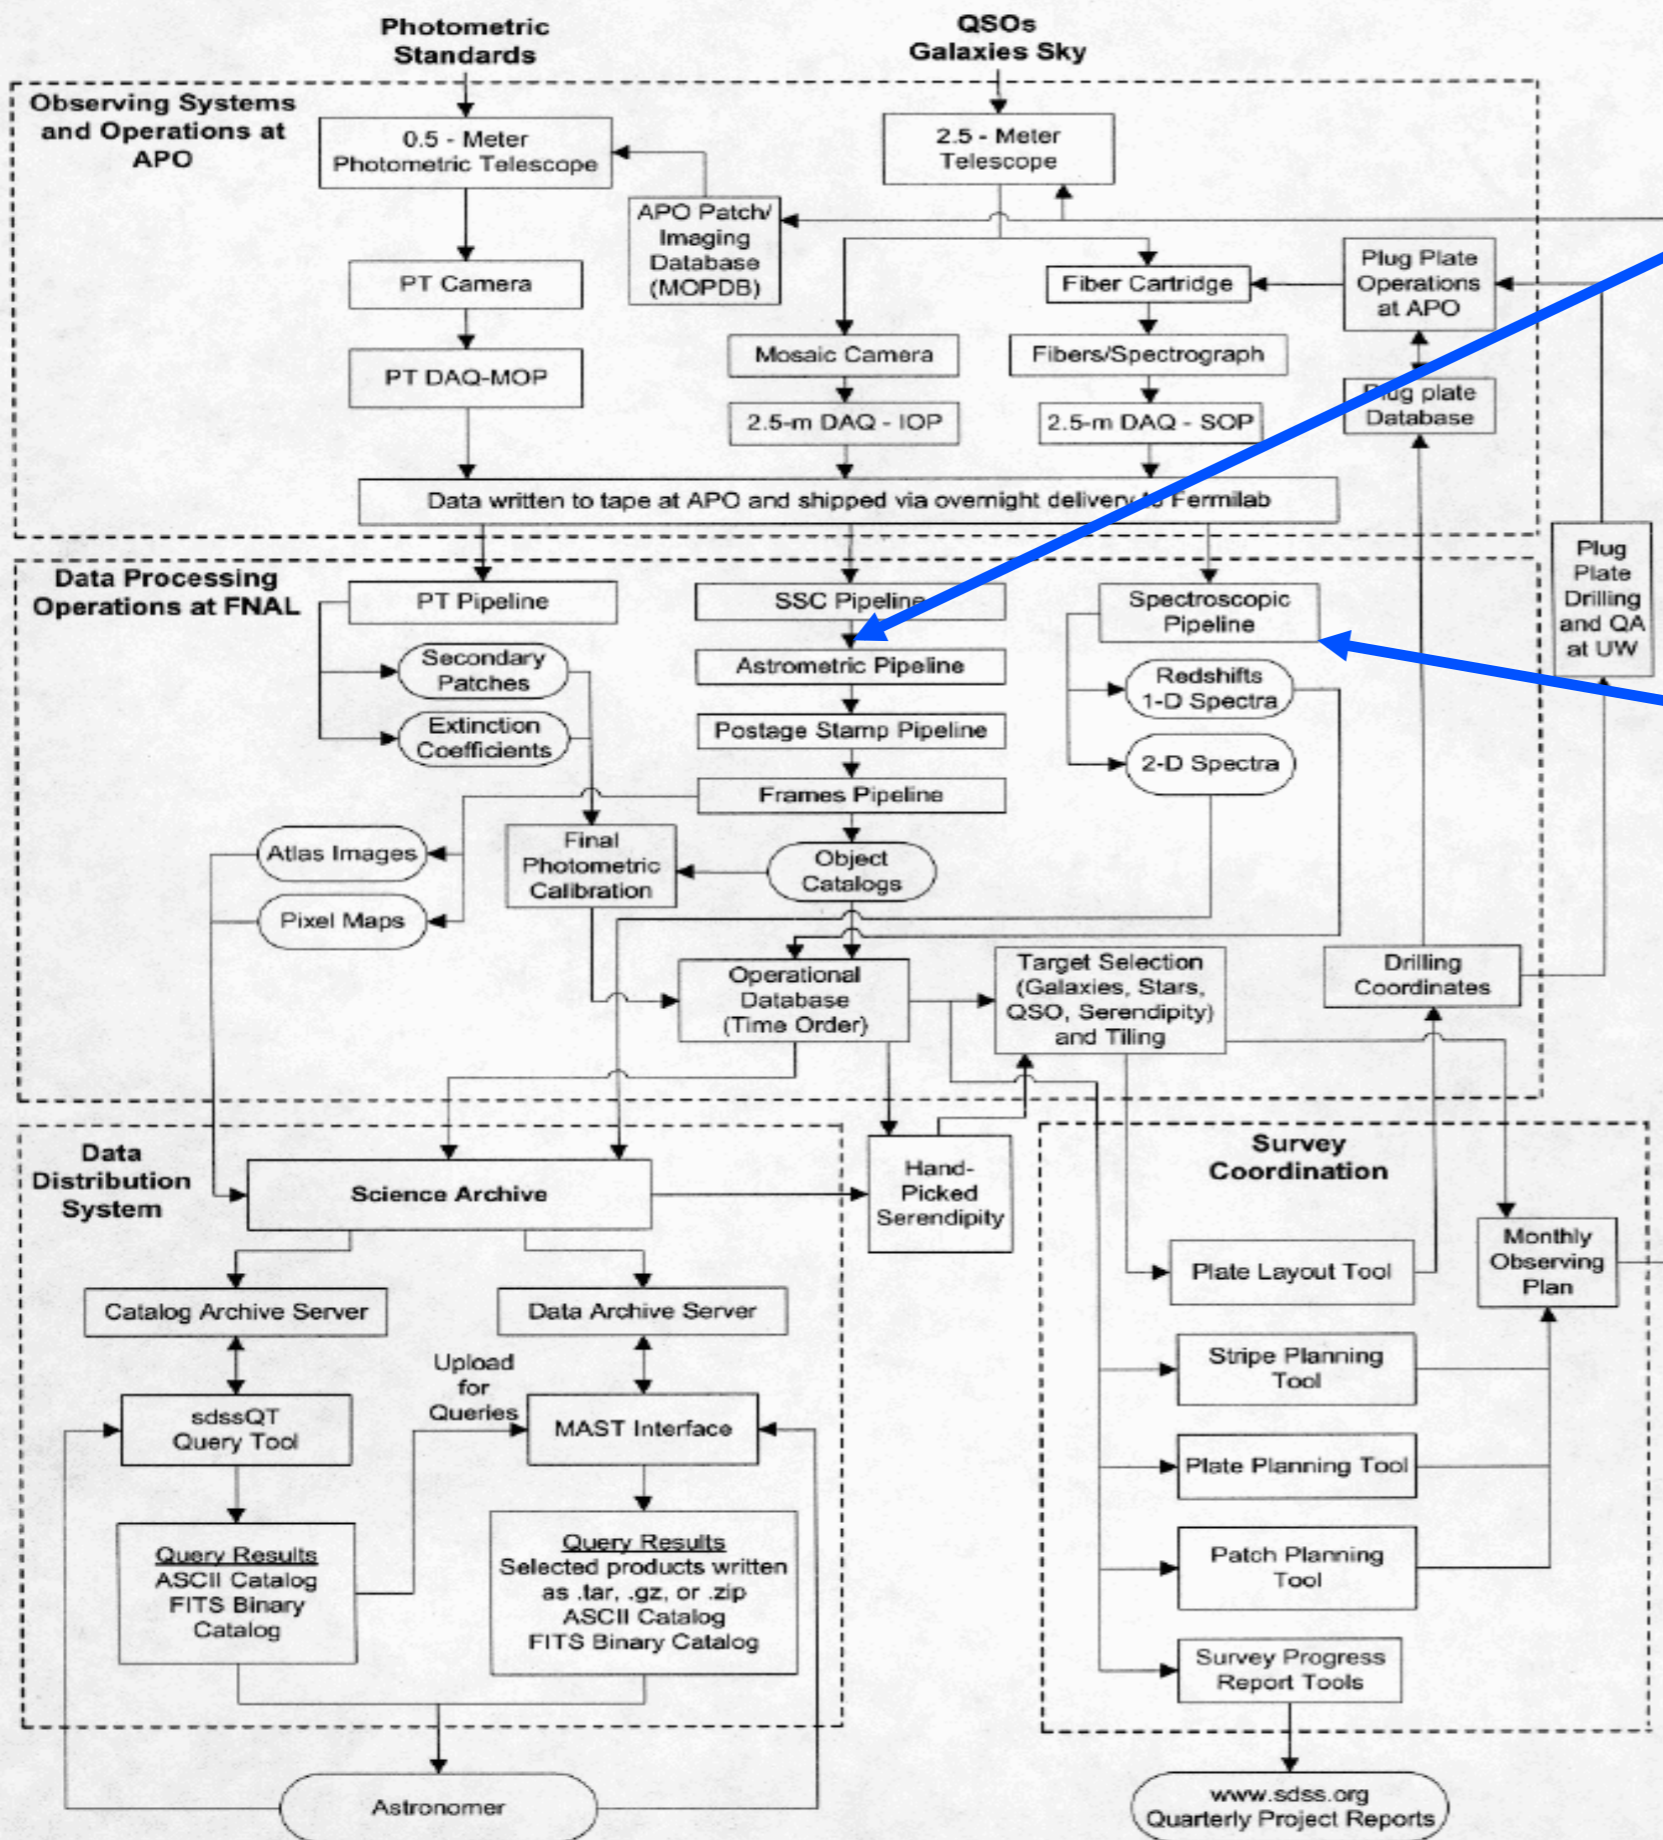 Photometric
Standards
QSOs
Galaxies Sky
Observing Systems
and Operations at
APO
0.5 - Meter
Photometric Telescope
2.5 - Meter
Telescope
APO Patch/
Imaging
Database
(MOPDB)
PT Camera
Fiber Cartridge
Plug Plate
Operations
at APO
Mosaic Camera
Fibers/Spectrograph
PT DAQ-MOP
Plug plate
Database
2.5-m DAQ - IOP
2.5-m DAQ - SOP
Data written to tape at APO and shipped via overnight delivery to Fermilab
Plug
Plate
Drilling
and QA
at UW
Data Processing
Operations at FNAL
PT Pipeline
SSC Pipeline
Spectroscopic
Pipeline
Secondary
Patches
Astrometric Pipeline
Redshifts
1-D Spectra
Extinction
Coefficients
Postage Stamp Pipeline
2-D Spectra
Frames Pipeline
Atlas Images
Final
Photometric
Calibration
Object
Catalogs
Pixel Maps
Operational
Database
(Time Order)
Target Selection
(Galaxies, Stars,
QSO, Serendipity)
and Tiling
Drilling
Coordinates
Data
Distribution
System
Science Archive
Hand-
Picked
Serendipity
Survey
Coordination
Monthly
Observing
Plan
Plate Layout Tool
Catalog Archive Server
Data Archive Server
Upload
for
Queries
Stripe Planning
Tool
sdssQT
Query Tool
MAST Interface
Plate Planning Tool
Query Results
ASCII Catalog
FITS Binary
Catalog
Query Results
Selected products written
as .tar, .gz, or .zip
ASCII Catalog
FITS Binary Catalog
Patch Planning
Tool
Survey Progress
Report Tools
Astronomer
www.sdss.org
Quarterly Project Reports